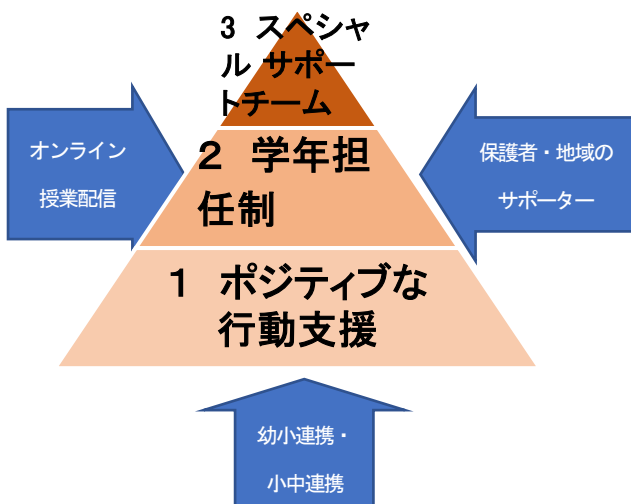 3 スペシャ
ル サポー
トチーム
2 学年担
任制
1 ポジティブな
行動支援
オンライン
授業配信
保護者・地域の
サポーター
幼小連携・
小中連携